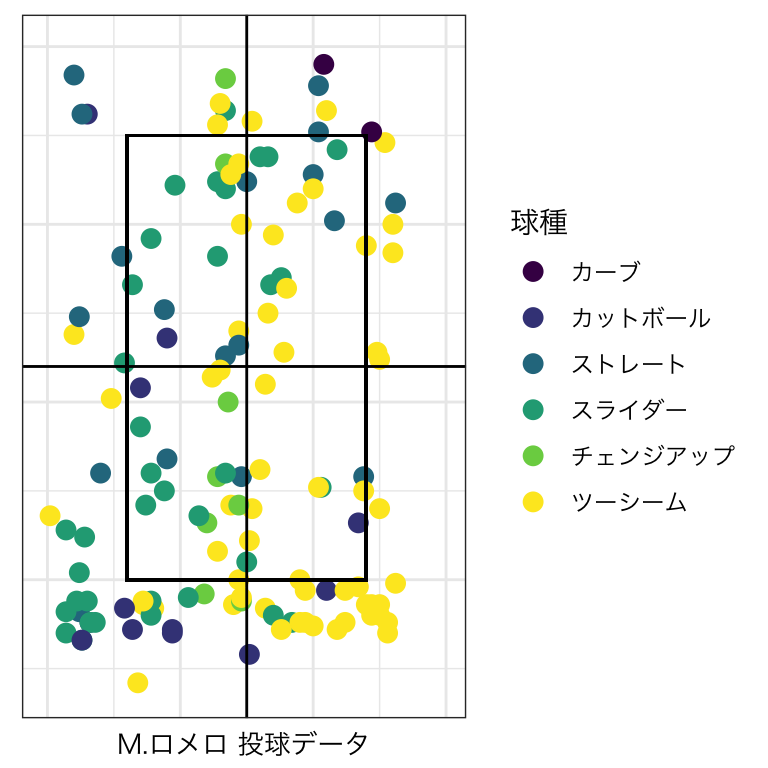 球種
カーブ
カットボール
ストレート
スライダー
チェンジアップ
ツーシーム
M.ロメロ 投球データ